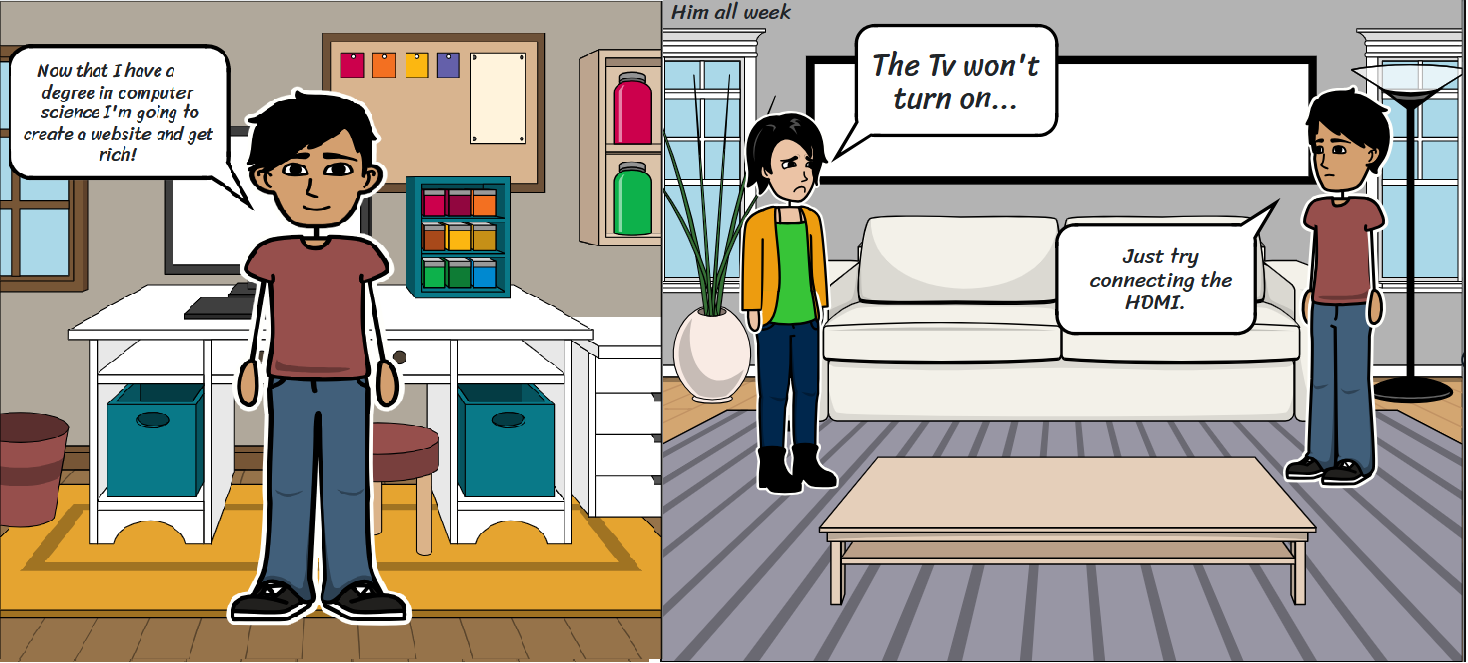 Now that I have a
degree in computer
science I'm going to
create a website and get
rich!
Him all week
The Tv won't
turn on...
Just try
connecting the
HDMI.